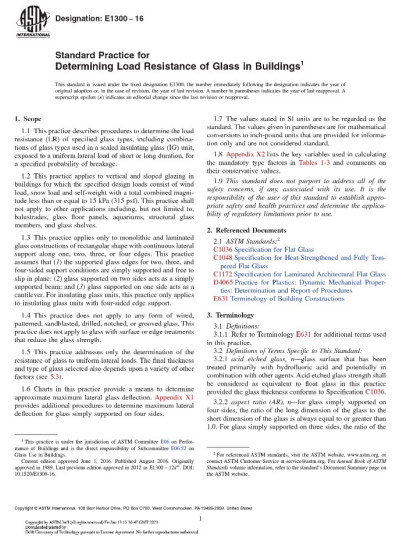 ASTM
INTERNATIONAL
Designation: E1300 − 16
Standard Practice for
Determining Load Resistance of Glass in Buildings1
This standard is issued under the fixed designation E1300; the number immediately following the designation indicates the year of
original adoption or, in the case of revision, the year of last revision. A number in parentheses indicates the year of last reapproval. A
superscript epsilon (ε) indicates an editorial change since the last revision or reapproval.
1. Scope
1.1 This practice describes procedures to determine the load
resistance (LR) of specified glass types, including combina-
tions of glass types used in a sealed insulating glass (IG) unit,
exposed to a uniform lateral load of short or long duration, for
a specified probability of breakage.
1.2 This practice applies to vertical and sloped glazing in
buildings for which the specified design loads consist of wind
load, snow load and self-weight with a total combined magni-
tude less than or equal to 15 kPa (315 psf). This practice shall
not apply to other applications including, but not limited to,
balustrades, glass floor panels, aquariums, structural glass
members, and glass shelves.
1.3 This practice applies only to monolithic and laminated
glass constructions of rectangular shape with continuous lateral
support along one, two, three, or four edges. This practice
assumes that (1) the supported glass edges for two, three, and
four-sided support conditions are simply supported and free to
slip in plane; (2) glass supported on two sides acts as a simply
supported beam; and (3) glass supported on one side acts as a
cantilever. For insulating glass units, this practice only applies
to insulating glass units with four-sided edge support.
1.4 This practice does not apply to any form of wired,
patterned, sandblasted, drilled, notched, or grooved glass. This
practice does not apply to glass with surface or edge treatments
that reduce the glass strength.
1.5 This practice addresses only the determination of the
resistance of glass to uniform lateral loads. The final thickness
and type of glass selected also depends upon a variety of other
factors (see 5.3).
1.6 Charts in this practice provide a means to determine
approximate maximum lateral glass deflection. Appendix X1
provides additional procedures to determine maximum lateral
deflection for glass simply supported on four sides.
1.7 The values stated in SI units are to be regarded as the
standard. The values given in parentheses are for mathematical
conversions to inch-pound units that are provided for informa-
tion only and are not considered standard.
1.8 Appendix X2 lists the key variables used in calculating
the mandatory type factors in Tables 1-3 and comments on
their conservative values.
1.9 This standard does not purport to address all of the
safety concerns, if any, associated with its use. It is the
responsibility of the user of this standard to establish appro-
priate safety and health practices and determine the applica-
bility of regulatory limitations prior to use.
2. Referenced Documents
2.1 ASTM Standards:2
C1036 Specification for Flat Glass
C1048 Specification for Heat-Strengthened and Fully Tem-
pered Flat Glass
C1172 Specification for Laminated Architectural Flat Glass
D4065 Practice for Plastics: Dynamic Mechanical Proper-
ties: Determination and Report of Procedures
E631 Terminology of Building Constructions
3. Terminology
3.1 Definitions:
3.1.1 Refer to Terminology E631 for additional terms used
in this practice.
3.2 Definitions of Terms Specific to This Standard:
3.2.1 acid etched glass, n—glass surface that has been
treated primarily with hydrofluoric acid and potentially in
combination with other agents. Acid etched glass strength shall
be considered as equivalent to float glass in this practice
provided the glass thickness conforms to Specification C1036.
3.2.2 aspect ratio (AR), n—for glass simply supported on
four sides, the ratio of the long dimension of the glass to the
short dimension of the glass is always equal to or greater than
1.0. For glass simply supported on three sides, the ratio of the
1 This practice is under the jurisdiction of ASTM Committee E06 on Perfor-
mance of Buildings and is the direct responsibility of Subcommittee E06.52 on
Glass Use in Buildings.
Current edition approved June 1, 2016. Published August 2016. Originally
approved in 1989. Last previous edition approved in 2012 as E1300 – 12a. DOI:
10.1520/E1300-16.
2 For referenced ASTM standards, visit the ASTM website, www.astm.org, or
contact ASTM Customer Service at service@astm.org. For Annual Book of ASTM
Standards volume information, refer to the standard's Document Summary page on
the ASTM website.
Copyright © ASTM International, 100 Barr Harbor Drive, PO Box C700, West Conshohocken, PA 19428-2959. United States
1
Copyright by ASTM Int'l (all rights reserved);
Downloaded/printed by
Delft University of Technology pursuant to License Agreement. No further reproductions authorized.